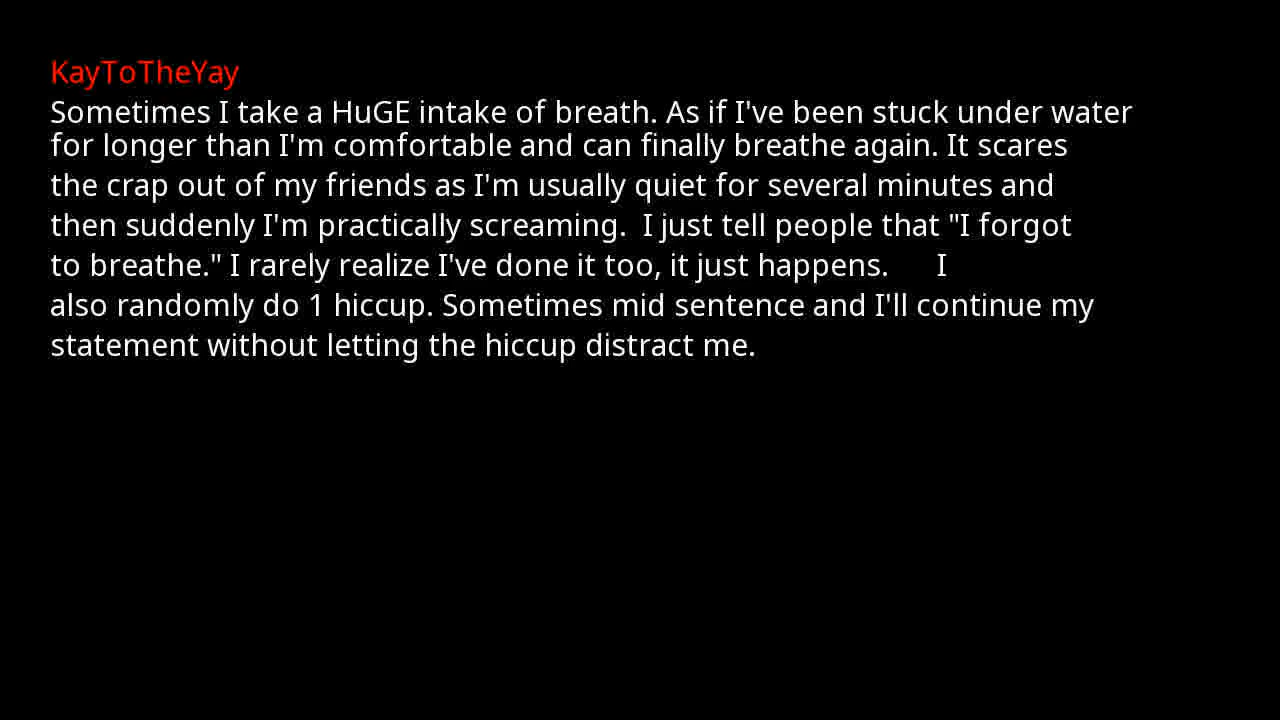 KayToTheYay
Sometimes I take a HuGE intake of breath. As if I've been stuck under water
for longer than I'm comfortable and can finally breathe again. It scares
the crap out of my friends as I'm usually quiet for several minutes and
then suddenly I'm practically screaming.  I just tell people that "I forgot
to breathe." I rarely realize I've done it too, it just happens.      I
also randomly do 1 hiccup. Sometimes mid sentence and I'll continue my
statement without letting the hiccup distract me.